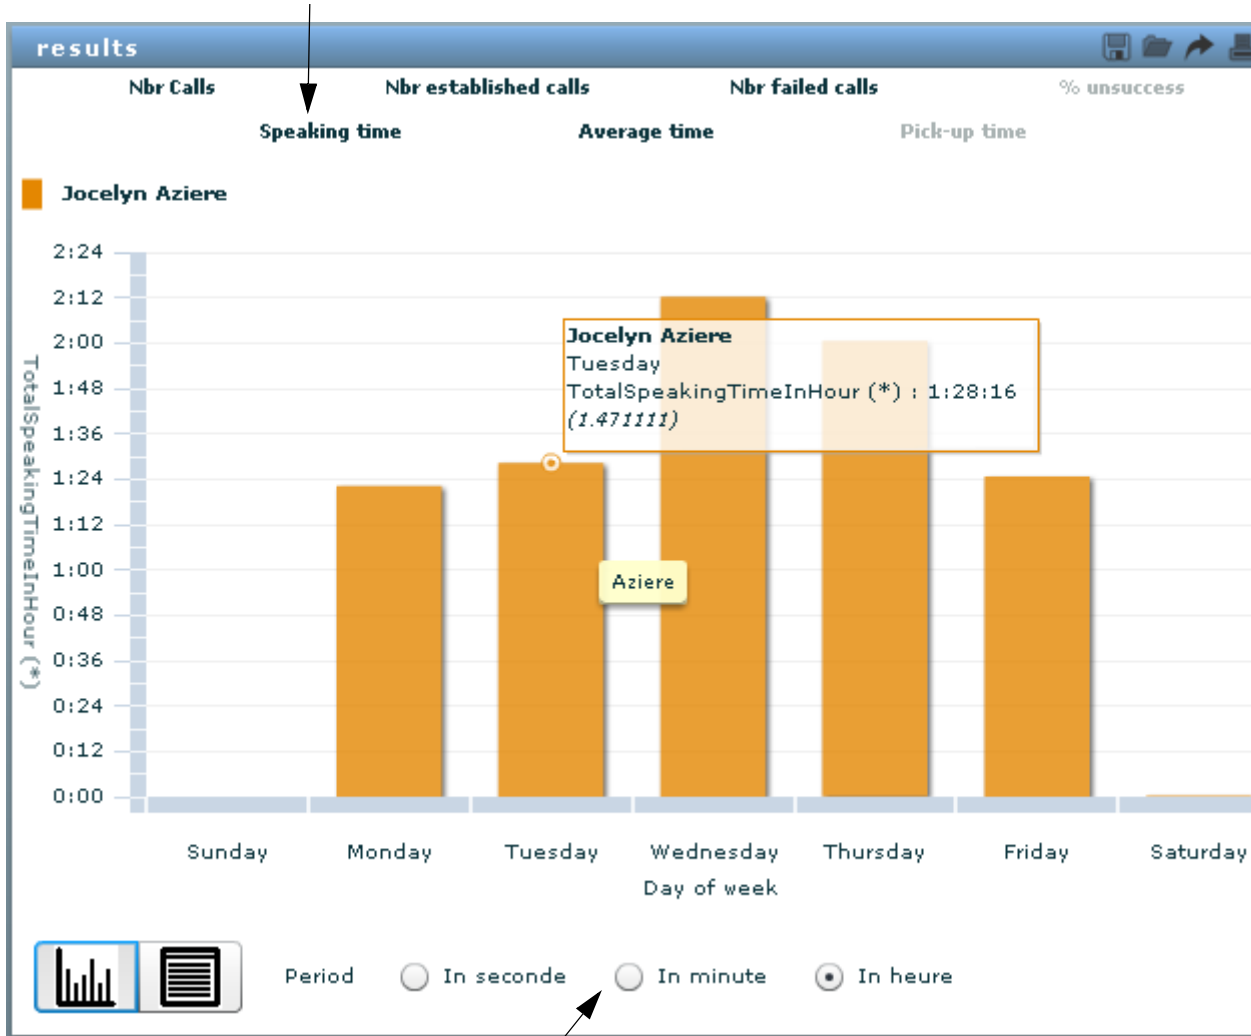 results
Nbr Calls Nbr established calls Nbr failed calls % unsuccess
Speaking time Average time Pick-up time
Jocelyn Aziere
2:24
2:12
2:00
1:48
1:36
1:24
1:12
1:00
0:48
0:36
0:24
0:12
0:00
TotalSpeakingTimeInHour (*)
Jocelyn Aziere
Tuesday
TotalSpeakingTimeInHour (*) : 1:28:16
(1.471111)
Aziere
Sunday Monday Tuesday Wednesday Thursday Friday Saturday
Day of week
Period In seconde In minute In heure